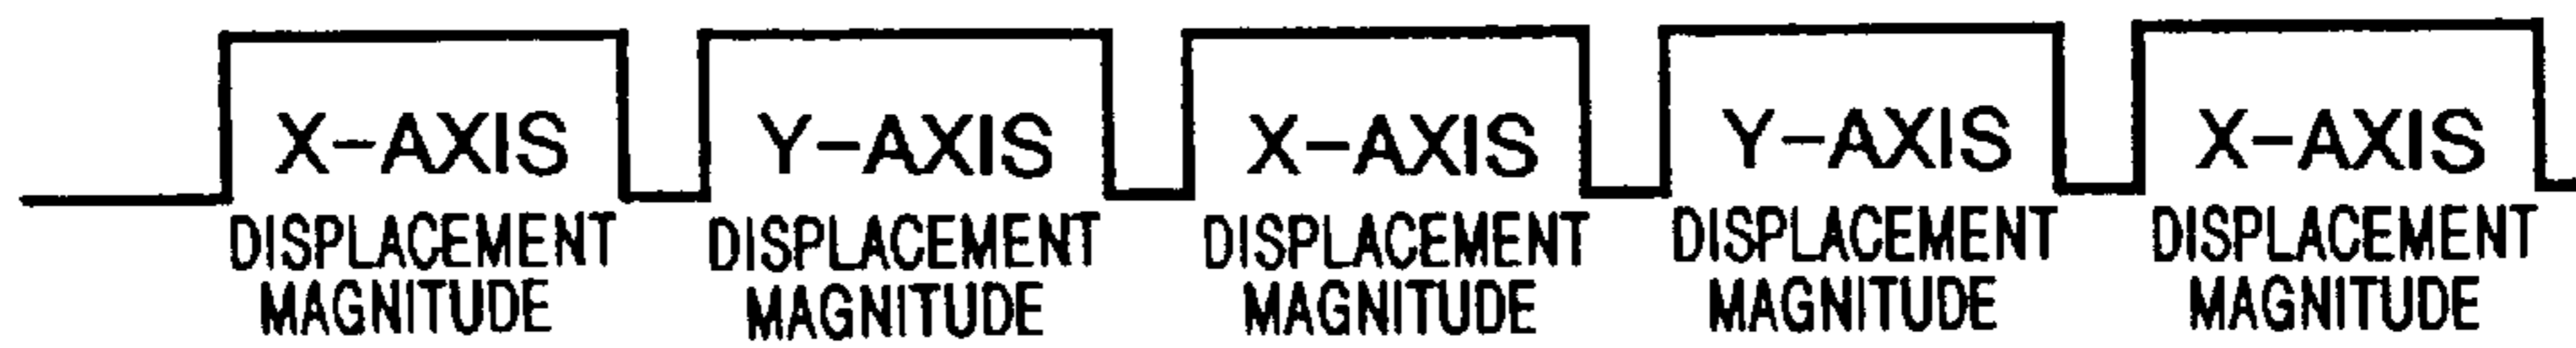 X-AXIS Y-AXIS X-AXIS Y-AXIS X-AXIS
DISPLACEMENT DISPLACEMENT DISPLACEMENT DISPLACEMENT DISPLACEMENT
MAGNITUDE MAGNITUDE MAGNITUDE MAGNITUDE MAGNITUDE